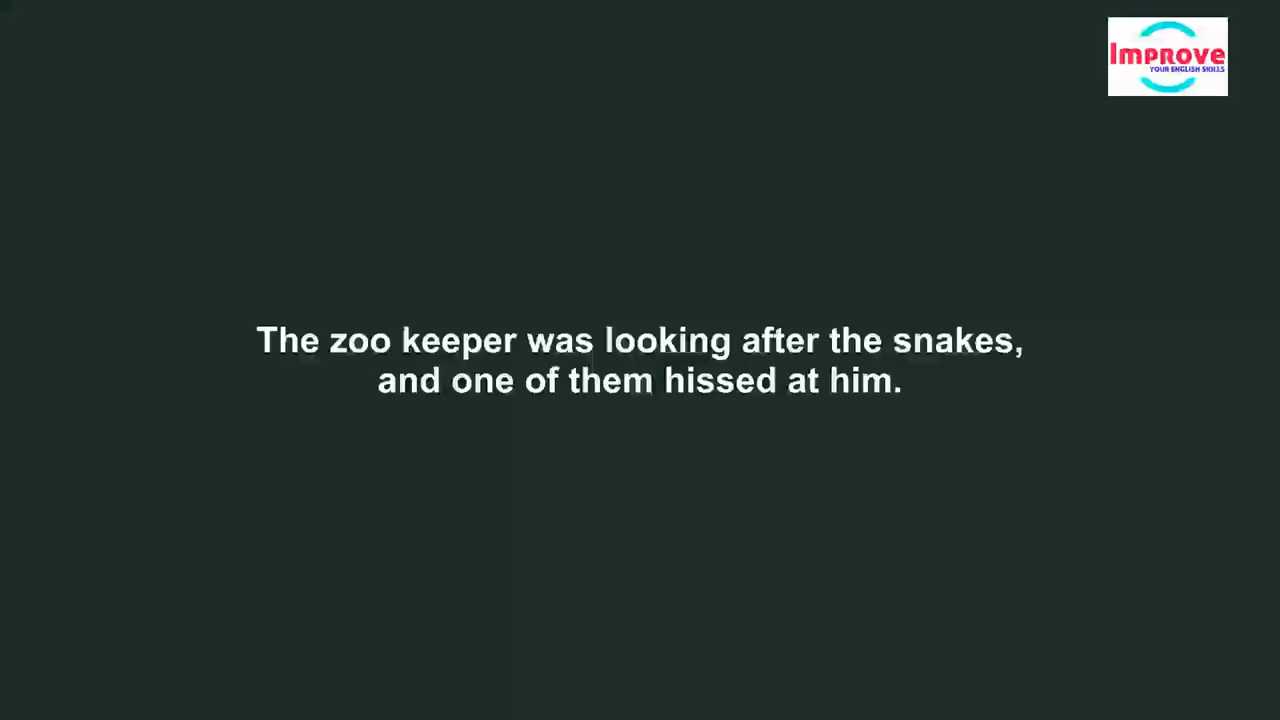 Improve
YOUR ENGLISH SKILLS
The zoo keeper was looking after the snakes,
and one of them hissed at him.